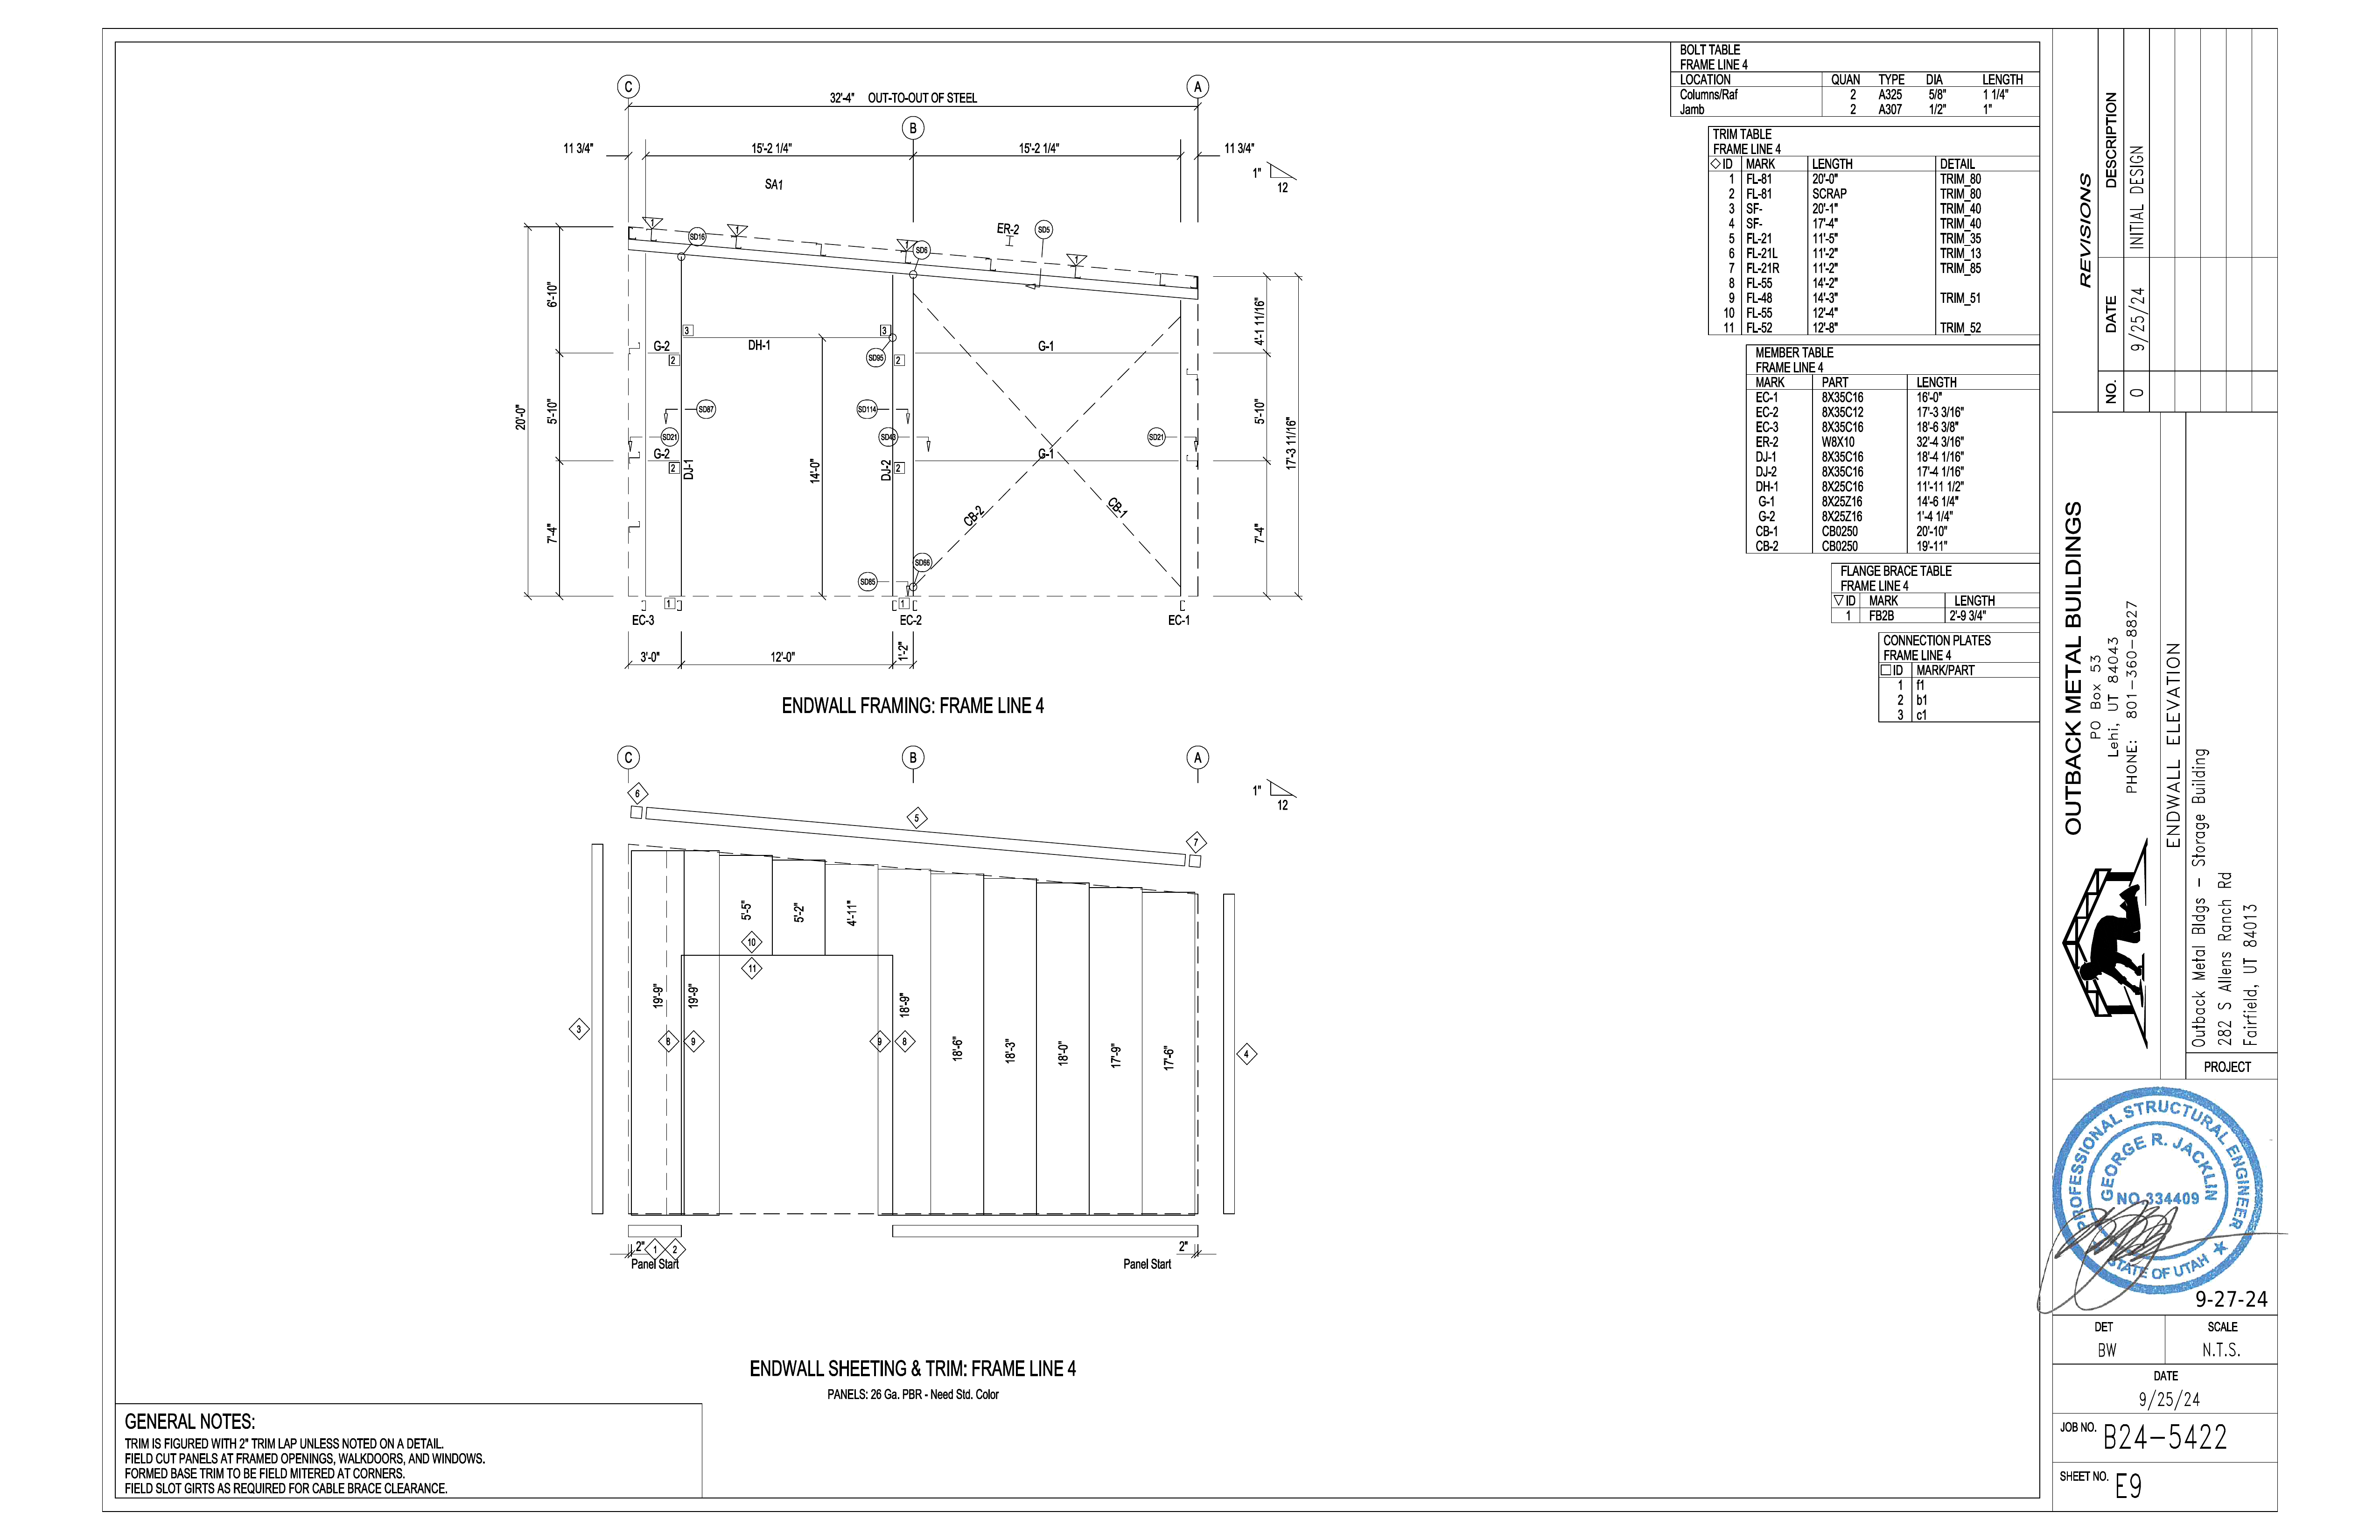 C
A
32'-4" OUT-TO-OUT OF STEEL
B
11 3/4" 15'-2 1/4" 15'-2 1/4" 11 3/4"
1"
12
SA1
1 1 1 1
SD16
SD6
ER-2
SD5
20'-0"
6'-10"
5'-10"
7'-4"
4'-1 11/16"
5'-10"
7'-4"
17'-3 11/16"
3 3
G-2 DH-1 G-1
2 SD95 2
SD87 SD114
SD21 SD43 SD21
G-2 G-1
2 2
DJ-1 14'-0" DJ-2
CB-2 CB-1
SD66
SD85
1 1
EC-3 EC-2 EC-1
3'-0" 12'-0" 1'-2"
ENDWALL FRAMING: FRAME LINE 4
C B A
1"
12
6
5
7
5'-5" 5'-2" 4'-11"
10
11
19'-9" 19'-9" 18'-9"
3 8 9 9 8 4
18'-6" 18'-3" 18'-0" 17'-9" 17'-6"
2" 1 2 2"
Panel Start Panel Start
ENDWALL SHEETING & TRIM: FRAME LINE 4
PANELS: 26 Ga. PBR - Need Std. Color
GENERAL NOTES:
TRIM IS FIGURED WITH 2" TRIM LAP UNLESS NOTED ON A DETAIL.
FIELD CUT PANELS AT FRAMED OPENINGS, WALKDOORS, AND WINDOWS.
FORMED BASE TRIM TO BE FIELD MITERED AT CORNERS.
FIELD SLOT GIRTS AS REQUIRED FOR CABLE BRACE CLEARANCE.
BOLT TABLE
FRAME LINE 4
LOCATION QUAN TYPE DIA LENGTH
Columns/Raf 2 A325 5/8" 1 1/4"
Jamb 2 A307 1/2" 1"
TRIM TABLE
FRAME LINE 4
ID MARK LENGTH DETAIL
1 FL-81 20'-0" TRIM_80
2 FL-81 SCRAP TRIM_80
3 SF- 20'-1" TRIM_40
4 SF- 17'-4" TRIM_40
5 FL-21 11'-5" TRIM_35
6 FL-21L 11'-2" TRIM_13
7 FL-21R 11'-2" TRIM_85
8 FL-55 14'-2"
9 FL-48 14'-3" TRIM_51
10 FL-55 12'-4"
11 FL-52 12'-8" TRIM_52
MEMBER TABLE
FRAME LINE 4
MARK PART LENGTH
EC-1 8X35C16 16'-0"
EC-2 8X35C12 17'-3 3/16"
EC-3 8X35C16 18'-6 3/8"
ER-2 W8X10 32'-4 3/16"
DJ-1 8X35C16 18'-4 1/16"
DJ-2 8X35C16 17'-4 1/16"
DH-1 8X25C16 11'-11 1/2"
G-1 8X25Z16 14'-6 1/4"
G-2 8X25Z16 1'-4 1/4"
CB-1 CB0250 20'-10"
CB-2 CB0250 19'-11"
FLANGE BRACE TABLE
FRAME LINE 4
ID MARK LENGTH
1 FB2B 2'-9 3/4"
CONNECTION PLATES
FRAME LINE 4
ID MARK/PART
1 f1
2 b1
3 c1
REVISIONS
NO. DATE DESCRIPTION
0 9/25/24 INITIAL DESIGN
OUTBACK METAL BUILDINGS
PO Box 53
Lehi, UT 84043
PHONE: 801-360-8827
ENDWALL ELEVATION
Outback Metal Bldgs - Storage Building
282 S Allens Ranch Rd
Fairfield, UT 84013
PROJECT
PROFESSIONAL STRUCTURAL ENGINEER
GEORGE R. JACKLIN
NO 334409
STATE OF UTAH
9-27-24
DET SCALE
BW N.T.S.
DATE
9/25/24
JOB NO. B24-5422
SHEET NO. E9